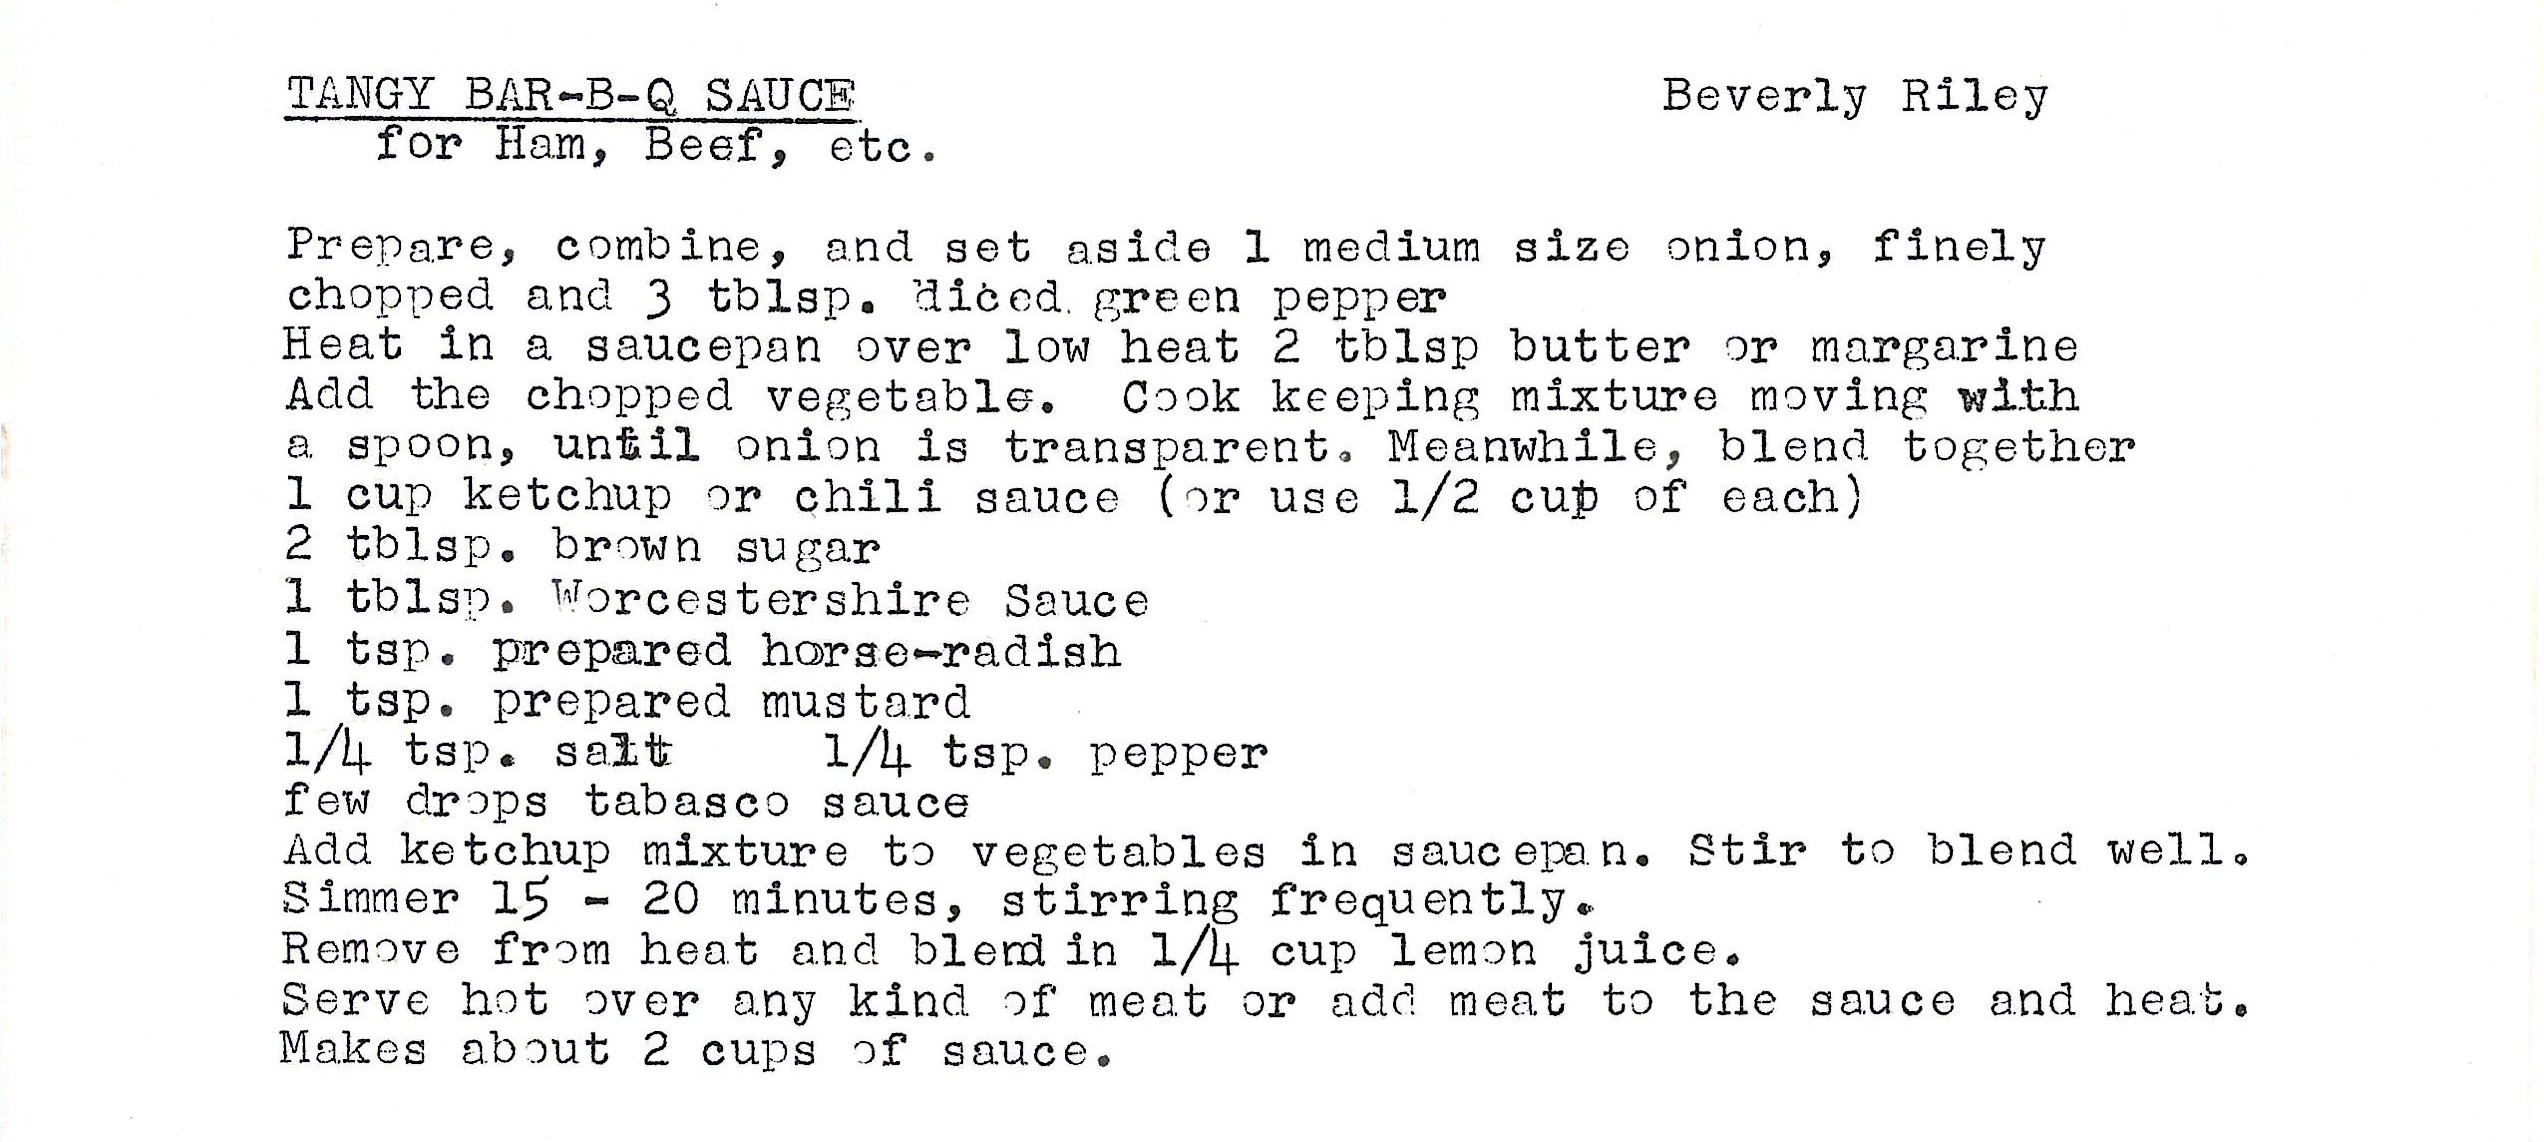 TANGY BAR-B-Q SAUCE Beverly Riley
for Ham, Beef, etc.
Prepare, combine, and set aside 1 medium size onion, finely
chopped and 3 tblsp. diced green pepper
Heat in a saucepan over low heat 2 tblsp butter or margarine
Add the chopped vegetable. Cook keeping mixture moving with
a spoon, until onion is transparent. Meanwhile, blend together
1 cup ketchup or chili sauce (or use 1/2 cup of each)
2 tblsp. brown sugar
1 tblsp. Worcestershire Sauce
1 tsp. prepared horse-radish
1 tsp. prepared mustard
1/4 tsp. salt 1/4 tsp. pepper
few drops tabasco sauce
Add ketchup mixture to vegetables in saucepan. Stir to blend well.
Simmer 15 - 20 minutes, stirring frequently.
Remove from heat and blend in 1/4 cup lemon juice.
Serve hot over any kind of meat or add meat to the sauce and heat.
Makes about 2 cups of sauce.